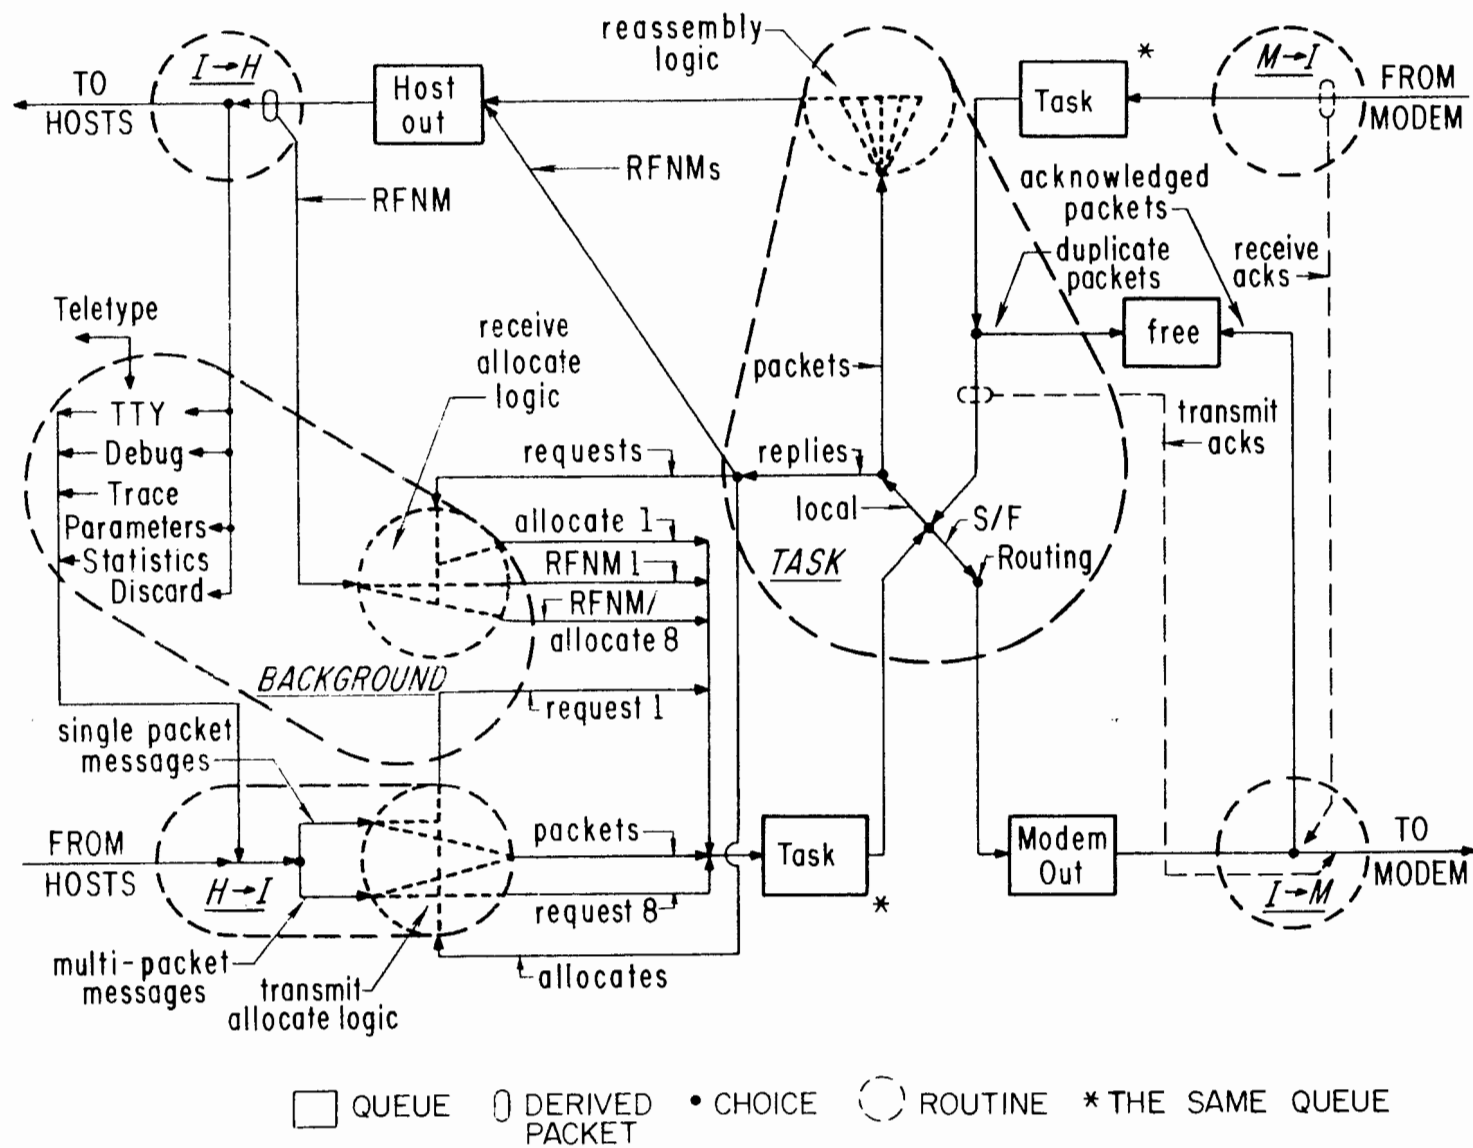 TO
HOSTS
I→H
Host
out
reassembly
logic
Task
*
M→I
FROM
MODEM
RFNM
RFNMs
acknowledged
packets
duplicate
packets
receive
acks
free
Teletype
receive
allocate
logic
packets
transmit
acks
TTY
Debug
Trace
Parameters
Statistics
Discard
requests
replies
local
S/F
Routing
TASK
allocate 1
RFNM 1
RFNM/
allocate 8
BACKGROUND
request 1
single packet
messages
FROM
HOSTS
H→I
packets
request 8
Task
*
Modem
Out
TO
MODEM
I→M
multi-packet
messages
transmit
allocate logic
allocates
QUEUE
DERIVED
PACKET
• CHOICE
ROUTINE
* THE SAME QUEUE